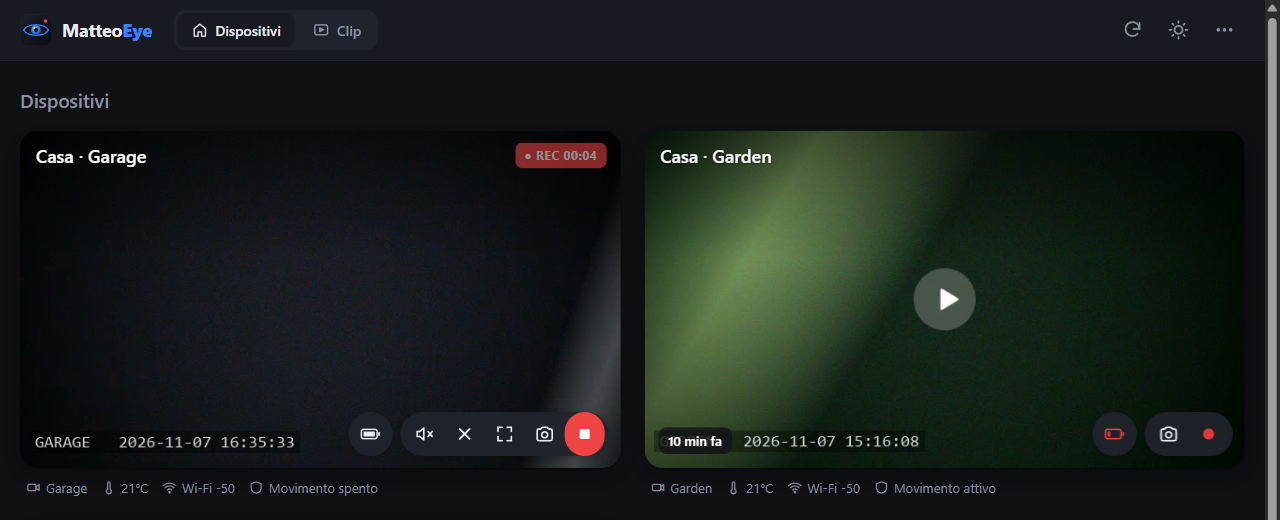 MatteoEye
Dispositivi
Clip
Dispositivi
Casa · Garage
REC 00:04
GARAGE 2026-11-07 16:35:33
Garage
21°C
Wi-Fi -50
Movimento spento
Casa · Garden
10 min fa
2026-11-07 15:16:08
Garden
21°C
Wi-Fi -50
Movimento attivo